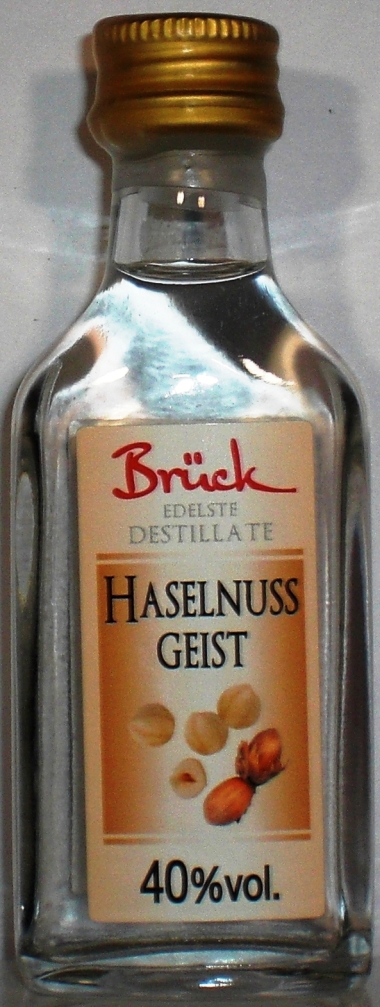 Brück
EDELSTE
DESTILLATE
HASELNUSS
GEIST
40%vol.